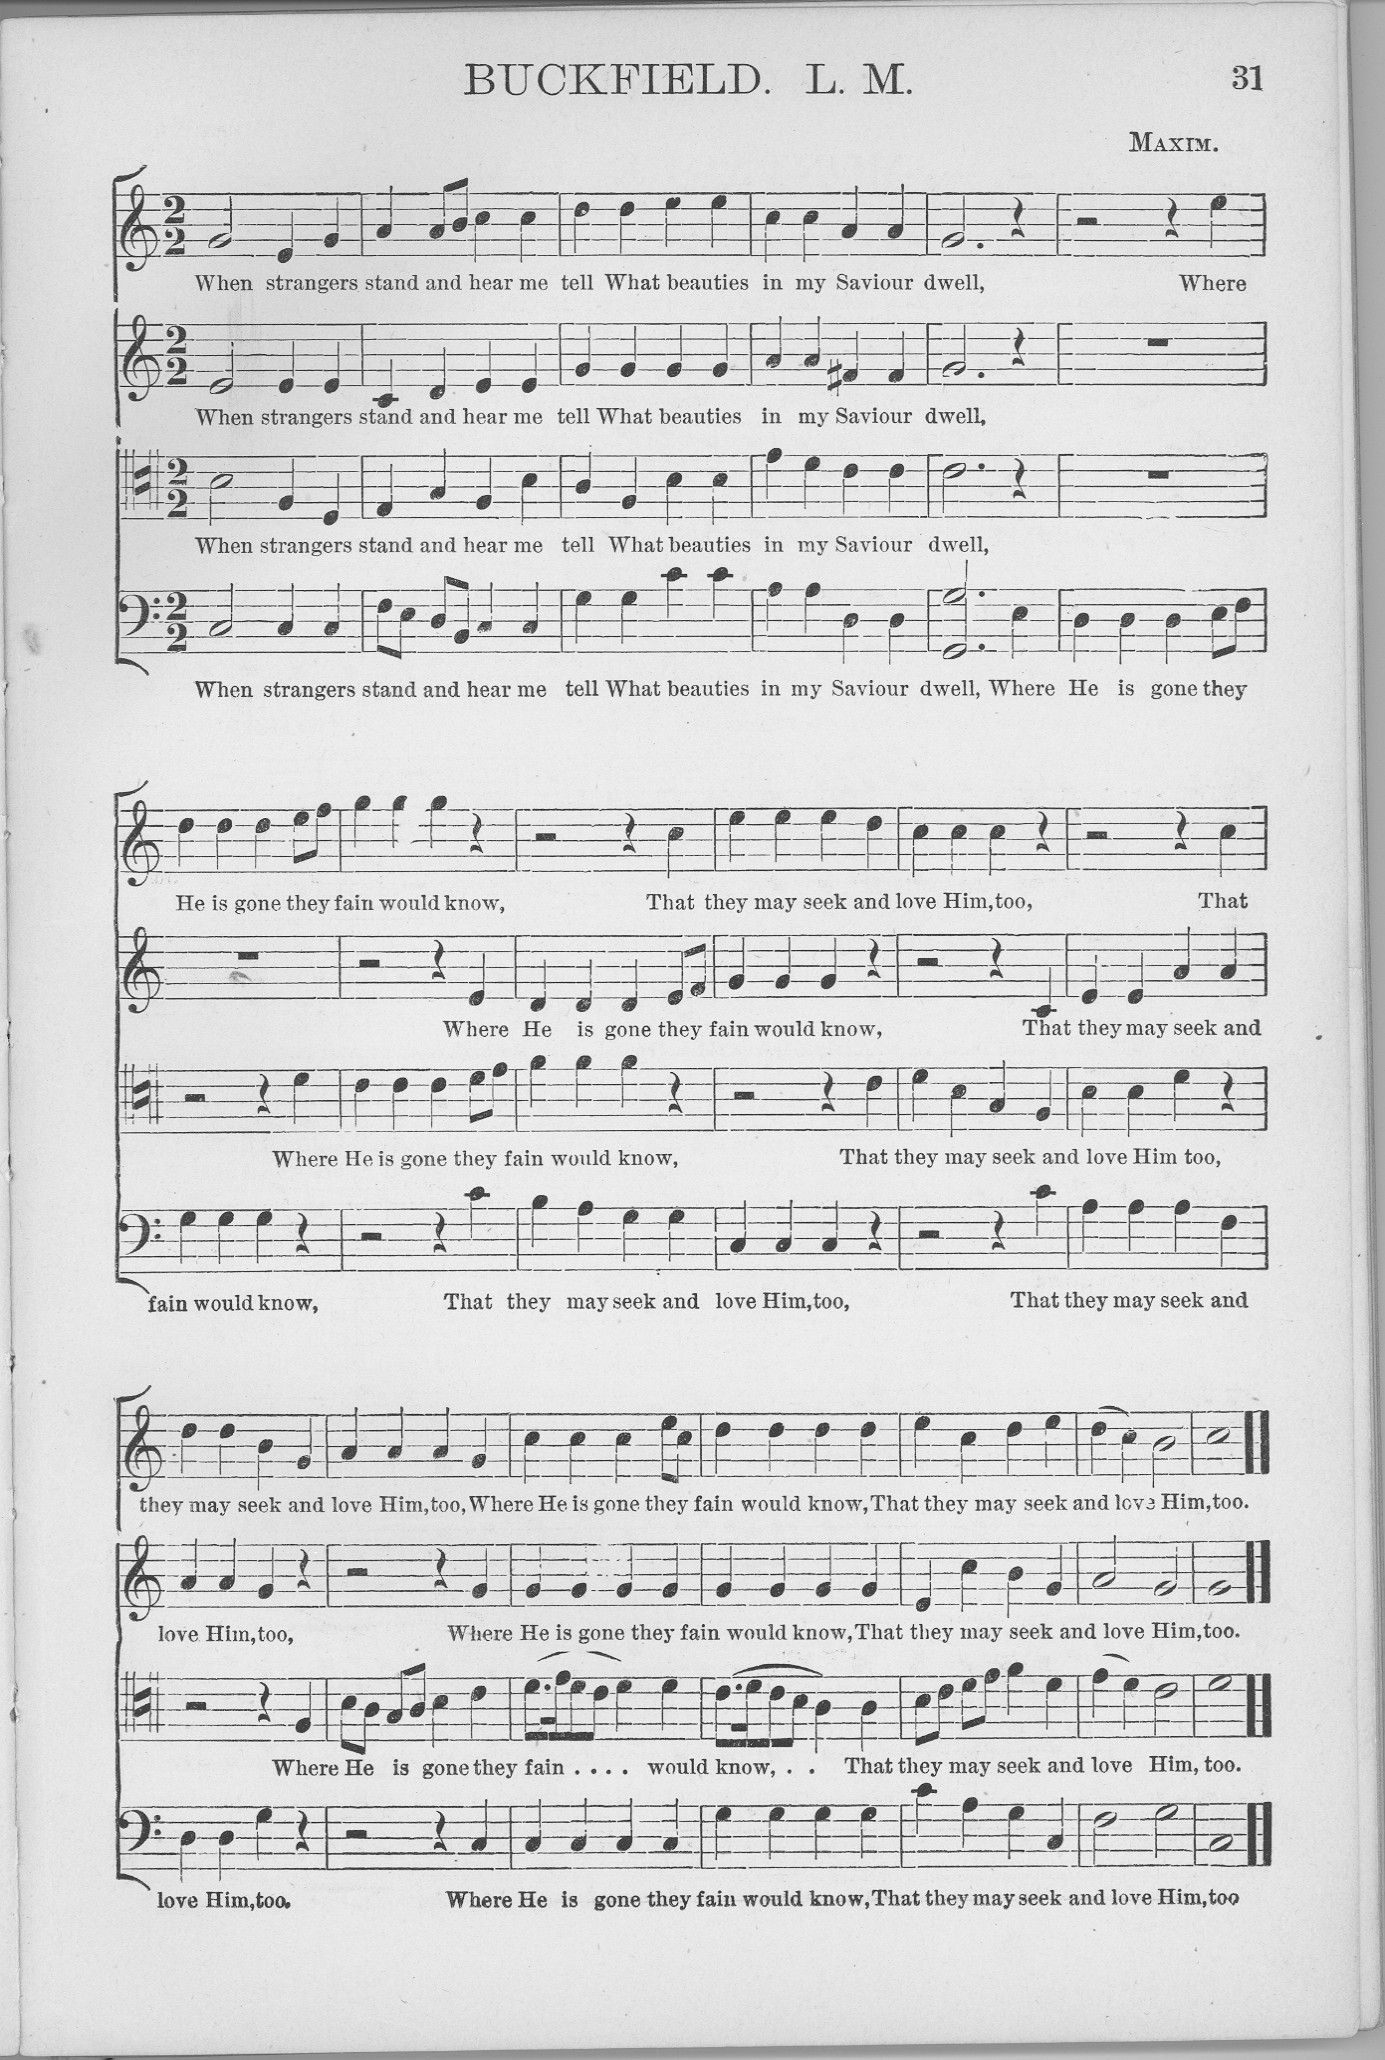 BUCKFIELD. L. M. 31
MAXIM.
When strangers stand and hear me tell What beauties in my Saviour dwell, Where
When strangers stand and hear me tell What beauties in my Saviour dwell,
When strangers stand and hear me tell What beauties in my Saviour dwell,
When strangers stand and hear me tell What beauties in my Saviour dwell, Where He is gone they
He is gone they fain would know, That they may seek and love Him, too, That
Where He is gone they fain would know, That they may seek and
Where He is gone they fain would know, That they may seek and love Him too,
fain would know, That they may seek and love Him, too, That they may seek and
they may seek and love Him, too, Where He is gone they fain would know, That they may seek and love Him, too.
love Him, too, Where He is gone they fain would know, That they may seek and love Him, too.
Where He is gone they fain . . . . would know, . . That they may seek and love Him, too.
love Him, too. Where He is gone they fain would know, That they may seek and love Him, too